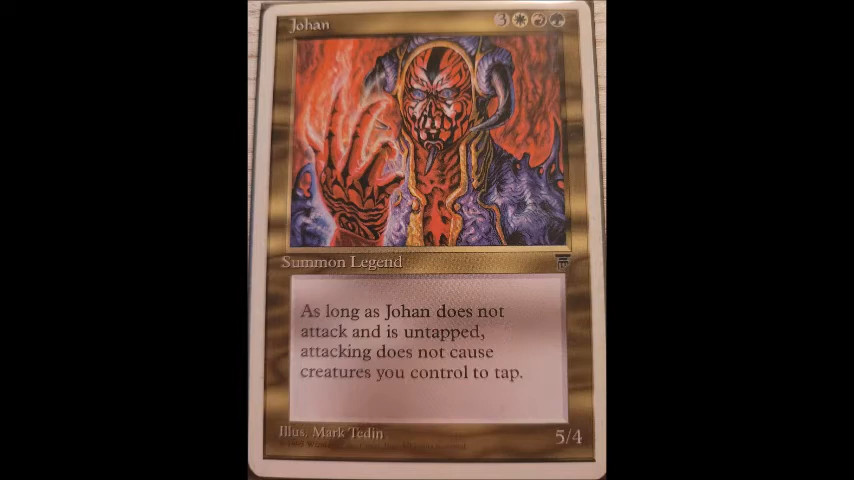 Johan
3
Summon Legend
As long as Johan does not
attack and is untapped,
attacking does not cause
creatures you control to tap.
Illus. Mark Tedin
5/4